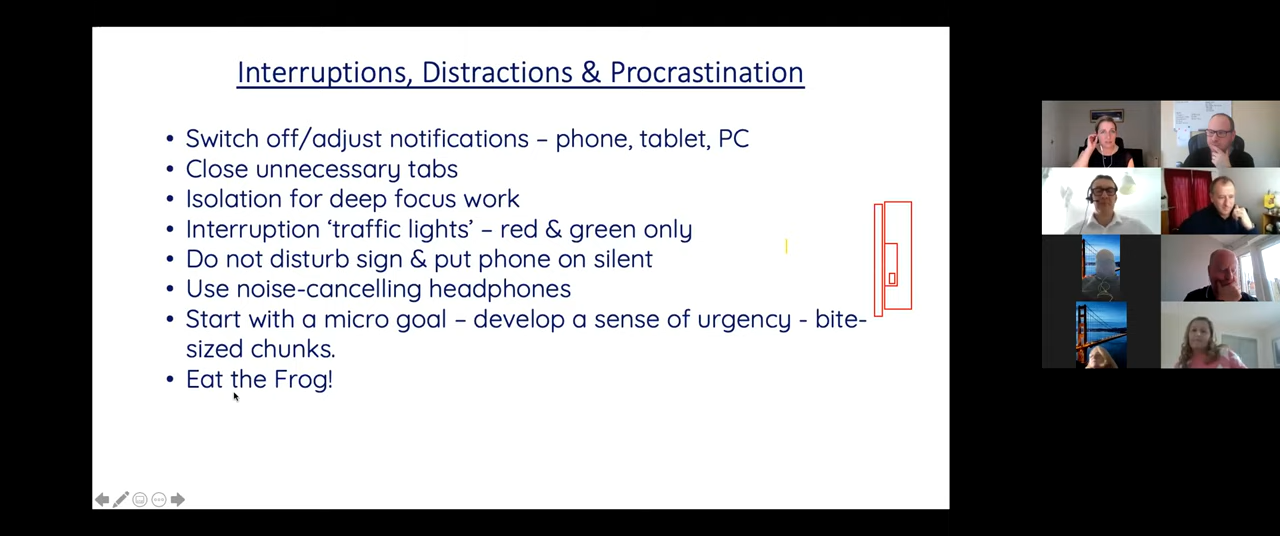 Interruptions, Distractions & Procrastination
• Switch off/adjust notifications – phone, tablet, PC
• Close unnecessary tabs
• Isolation for deep focus work
• Interruption ‘traffic lights’ – red & green only
• Do not disturb sign & put phone on silent
• Use noise-cancelling headphones
• Start with a micro goal – develop a sense of urgency - bite-
sized chunks.
• Eat the Frog!